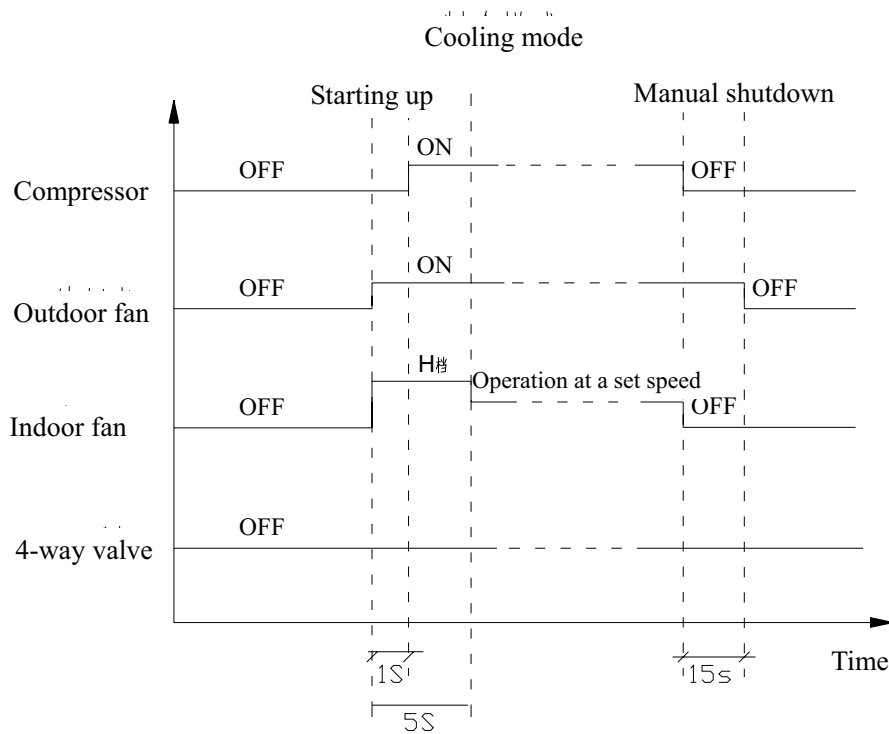 Cooling mode
Starting up
Manual shutdown
ON
OFF
OFF
Compressor
ON
OFF
OFF
Outdoor fan
H档
Operation at a set speed
OFF
OFF
Indoor fan
OFF
4-way valve
1S
15s
Time
5S